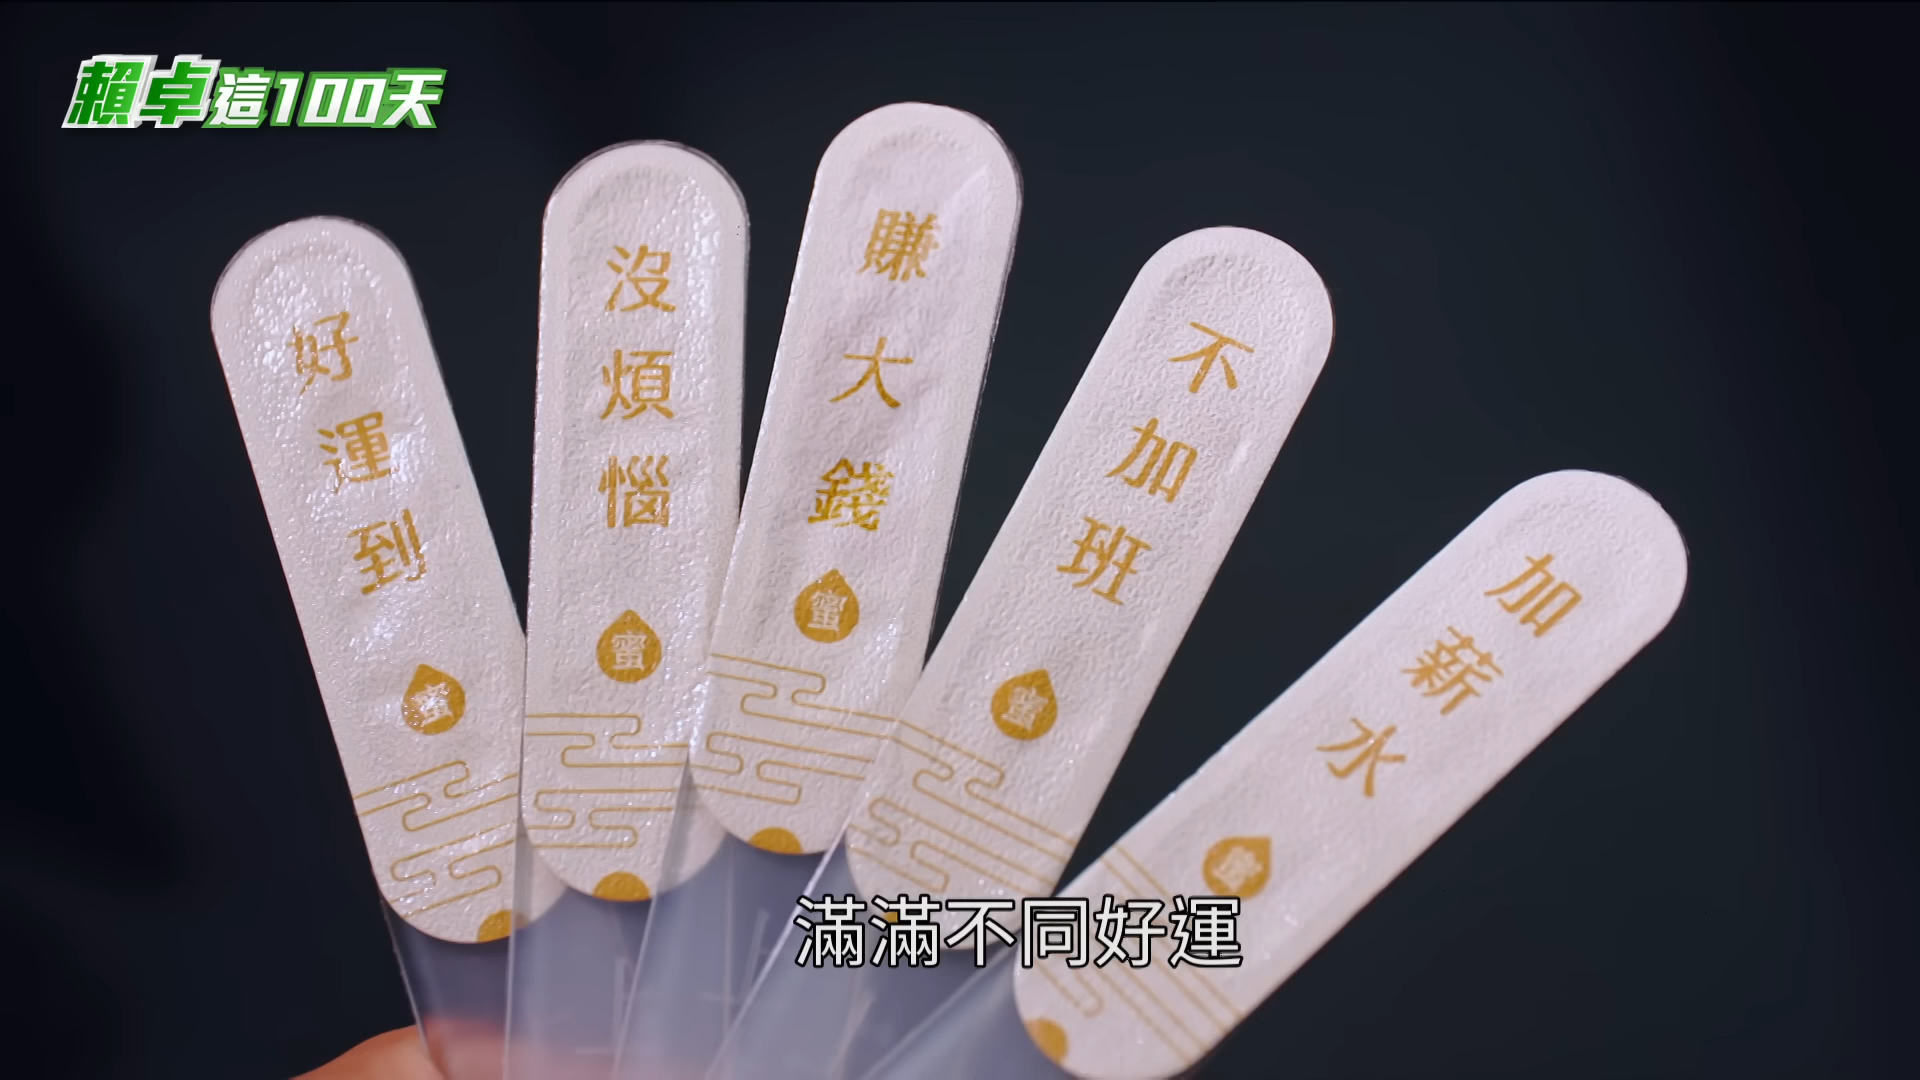 賴卓這100天
好運到
蜜
沒煩惱
蜜
賺大錢
蜜
不加班
蜜
加薪水
蜜
滿滿不同好運